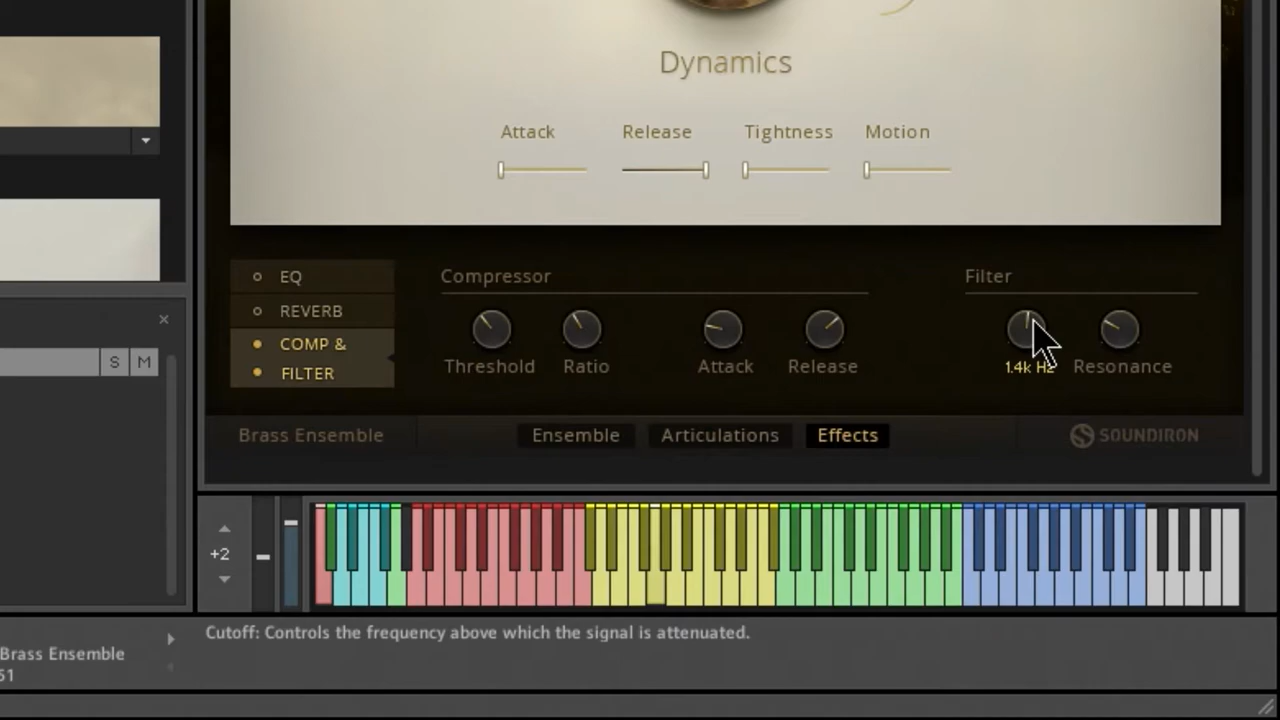 Dynamics
Attack Release Tightness Motion
EQ
REVERB
COMP &
FILTER
Compressor
Threshold Ratio Attack Release
Filter
1.4k Hz Resonance
S M
Brass Ensemble Ensemble Articulations Effects SOUNDIRON
+2
Cutoff: Controls the frequency above which the signal is attenuated.
Brass Ensemble
51